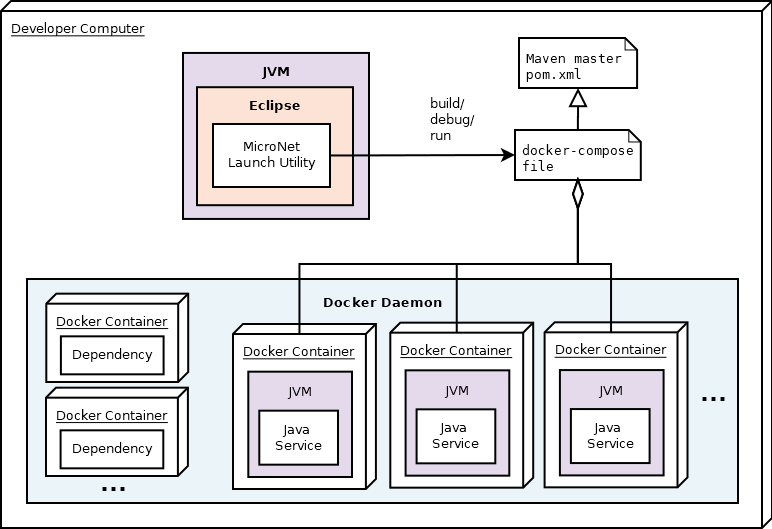 Developer Computer
JVM
Eclipse
MicroNet
Launch Utility
build/
debug/
run
Maven master
pom.xml
docker-compose
file
Docker Daemon
Docker Container
Dependency
Docker Container
Dependency
...
Docker Container
JVM
Java
Service
Docker Container
JVM
Java
Service
Docker Container
JVM
Java
Service
...